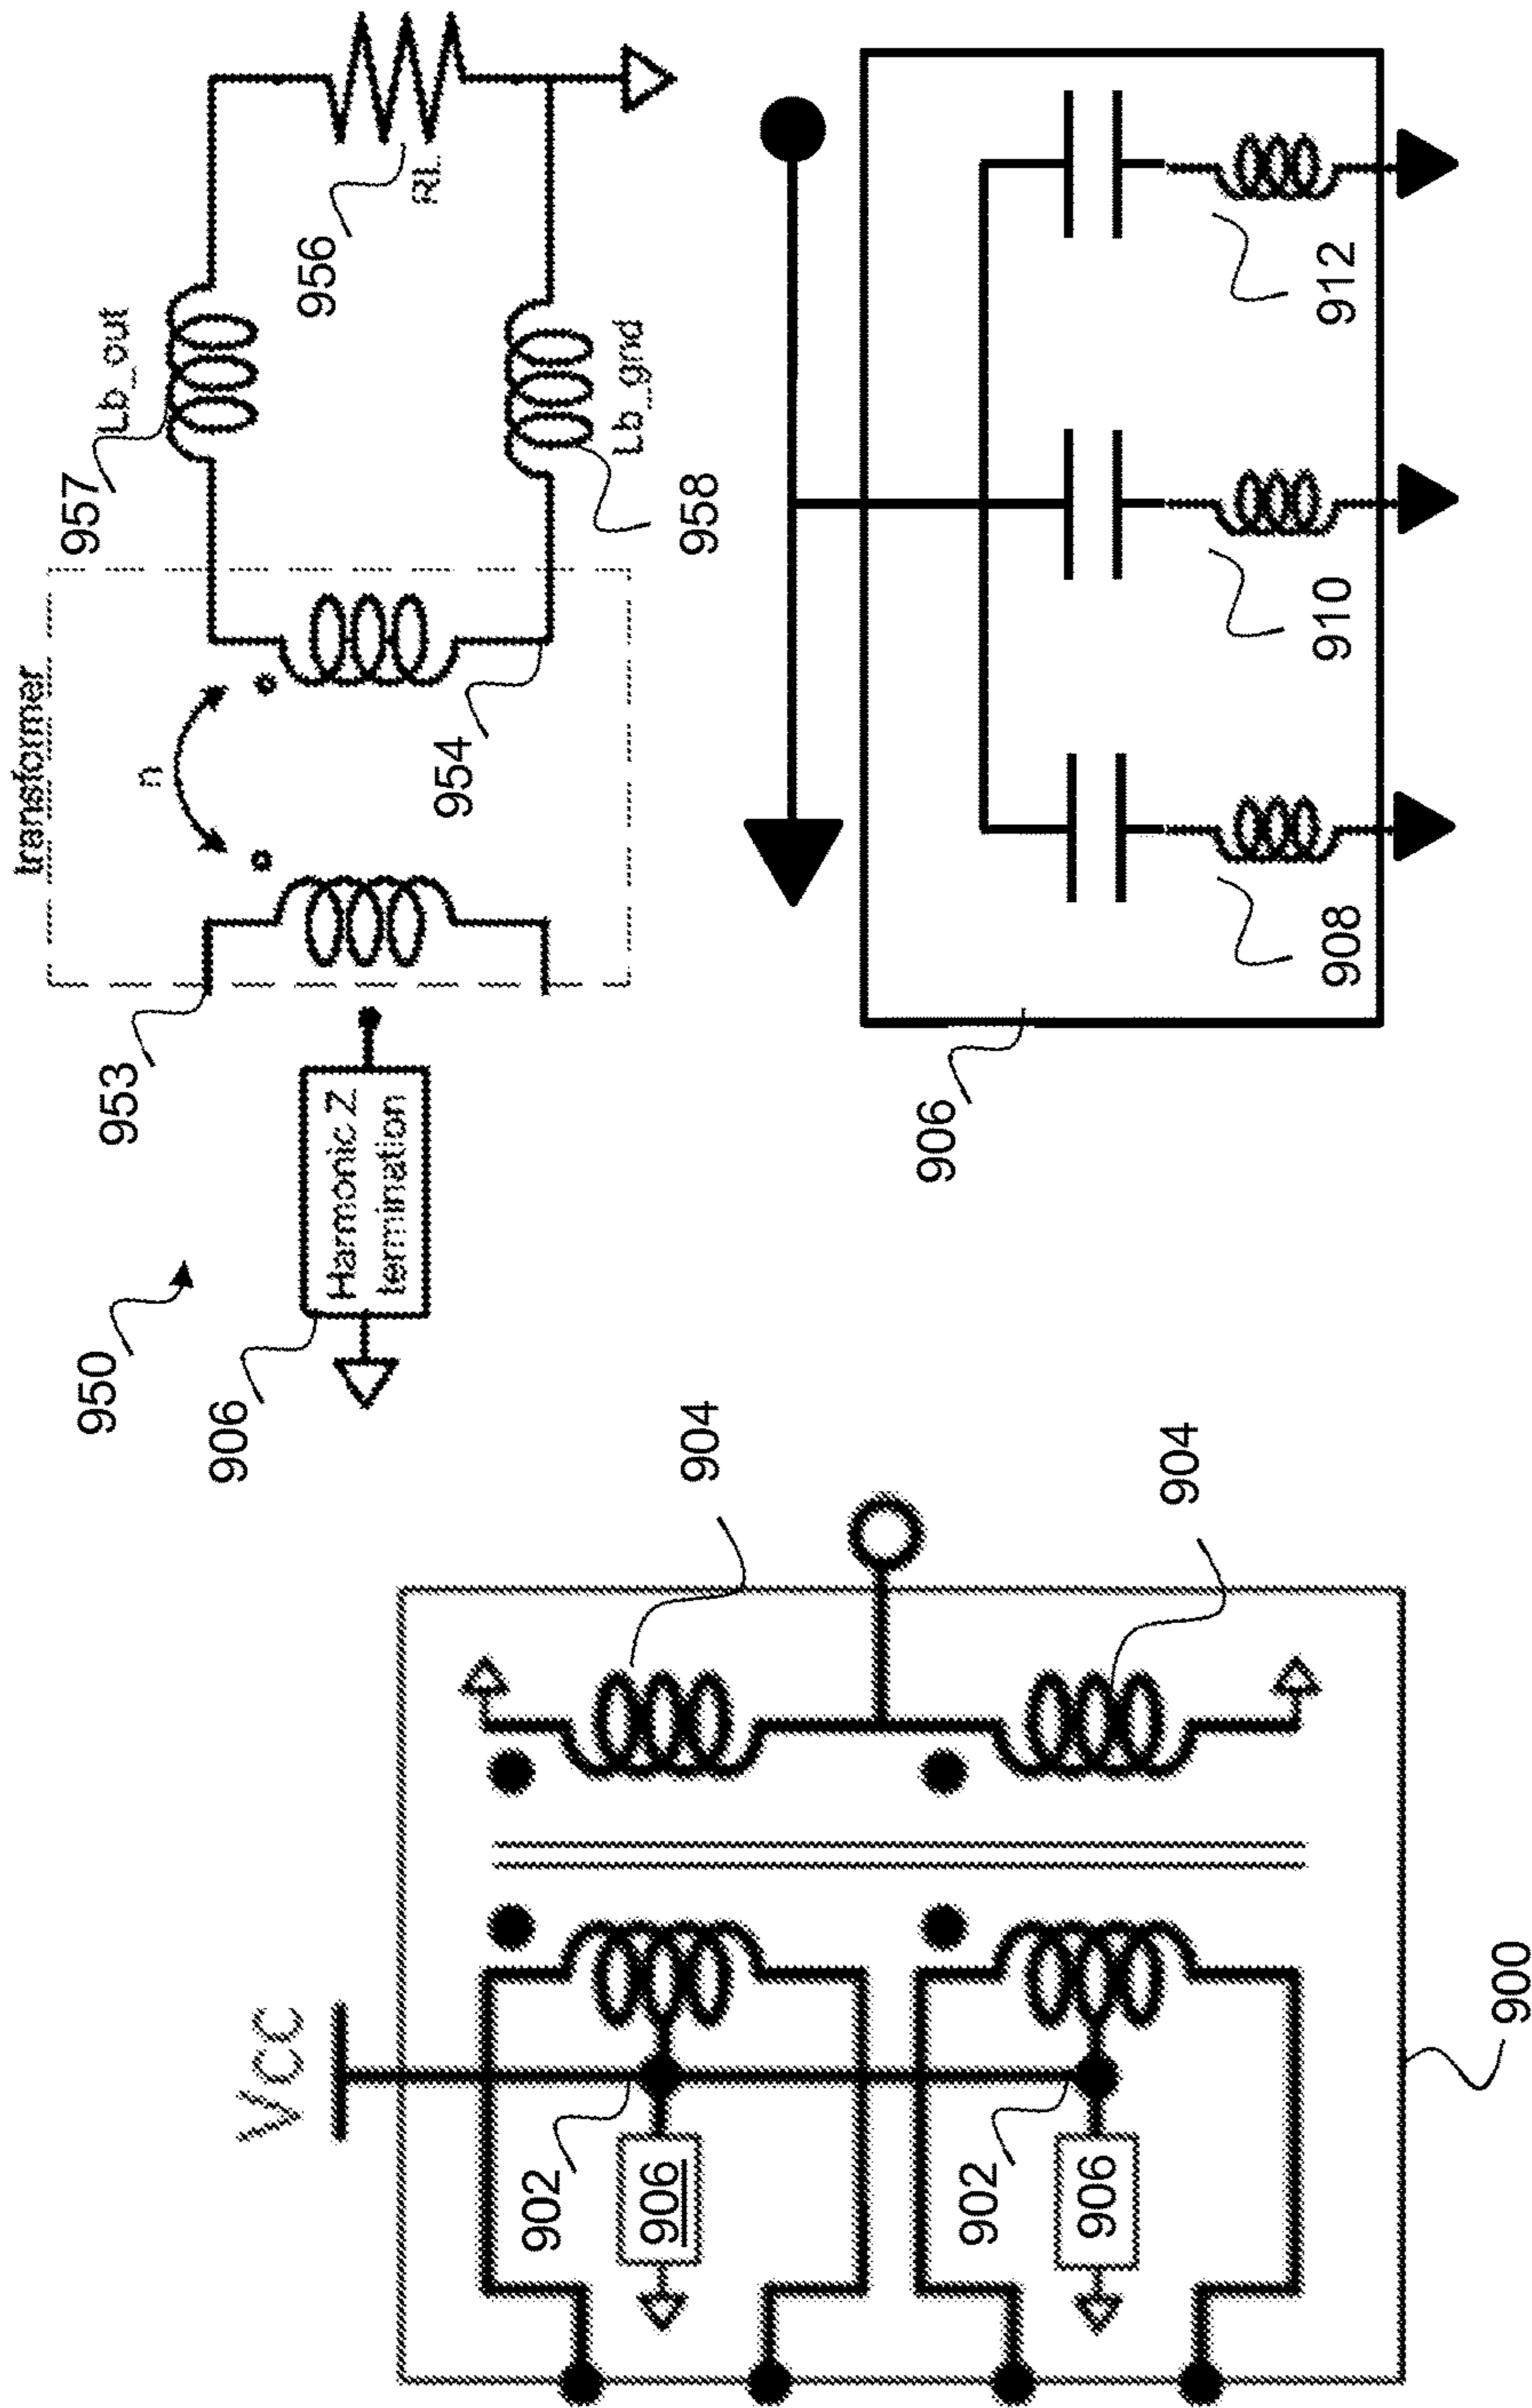 transformer
n
Lb_out
957
956
RL
Lb_gnd
958
954
953
950
906
Harmonic Z
termination
906
908
910
912
Vcc
902
906
902
906
904
904
900